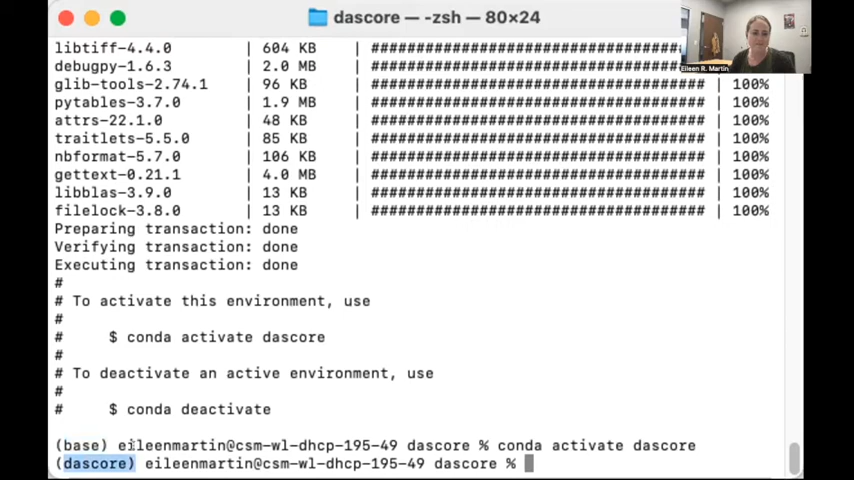 dascore — -zsh — 80×24
Eileen R. Martin
libtiff-4.4.0 | 604 KB | ##################################
debugpy-1.6.3 | 2.0 MB | ##################################
glib-tools-2.74.1 | 96 KB | ##################################### | 100%
pytables-3.7.0 | 1.9 MB | ##################################### | 100%
attrs-22.1.0 | 48 KB | ##################################### | 100%
traitlets-5.5.0 | 85 KB | ##################################### | 100%
nbformat-5.7.0 | 106 KB | ##################################### | 100%
gettext-0.21.1 | 4.0 MB | ##################################### | 100%
libblas-3.9.0 | 13 KB | ##################################### | 100%
filelock-3.8.0 | 13 KB | ##################################### | 100%
Preparing transaction: done
Verifying transaction: done
Executing transaction: done
#
# To activate this environment, use
#
# $ conda activate dascore
#
# To deactivate an active environment, use
#
# $ conda deactivate
(base) eileenmartin@csm-wl-dhcp-195-49 dascore % conda activate dascore
(dascore) eileenmartin@csm-wl-dhcp-195-49 dascore %